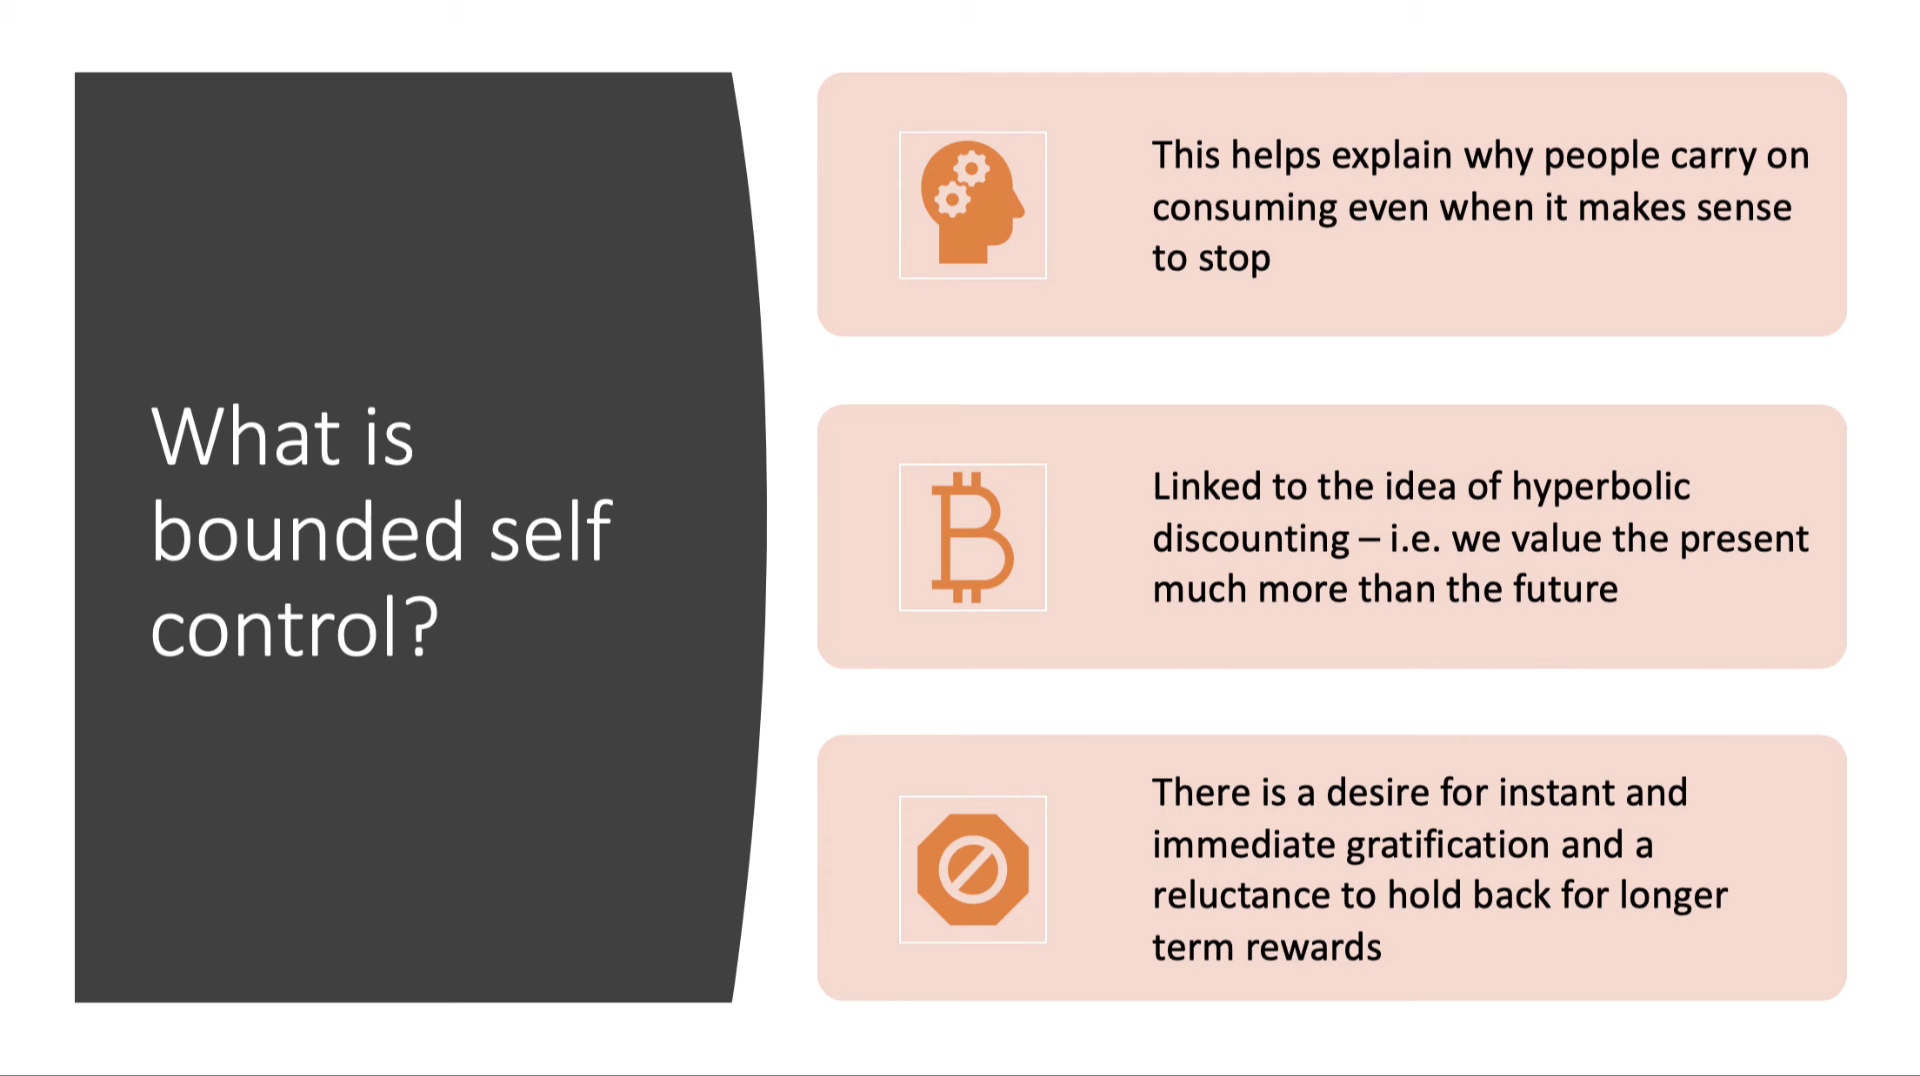 What is
bounded self
control?
This helps explain why people carry on
consuming even when it makes sense
to stop
Linked to the idea of hyperbolic
discounting – i.e. we value the present
much more than the future
There is a desire for instant and
immediate gratification and a
reluctance to hold back for longer
term rewards